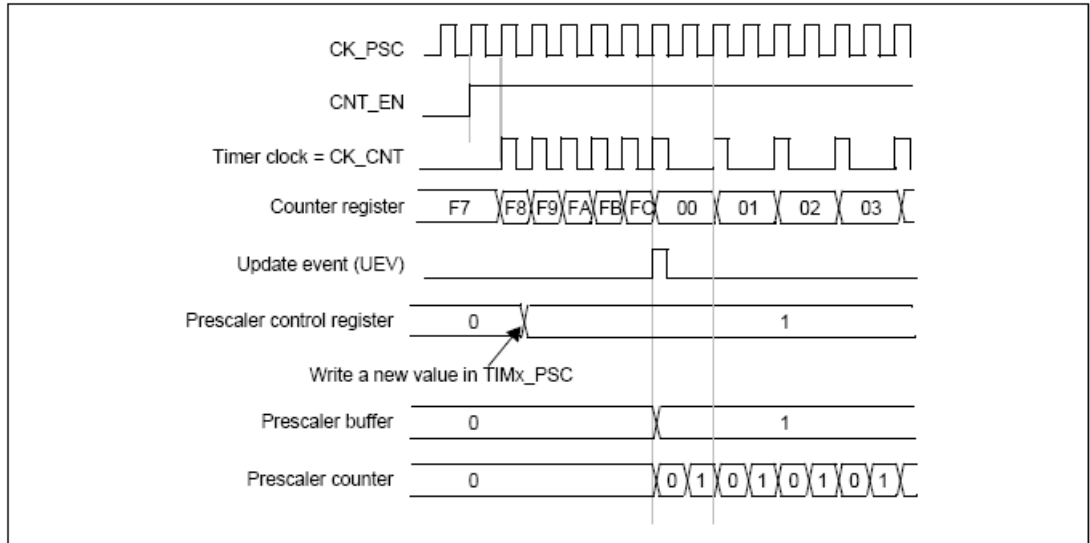 CK_PSC
CNT_EN
Timer clock = CK_CNT
Counter register F7 F8 F9 FA FB FC 00 01 02 03
Update event (UEV)
Prescaler control register 0 1
Write a new value in TIMx_PSC
Prescaler buffer 0 1
Prescaler counter 0 0 1 0 1 0 1 0 1